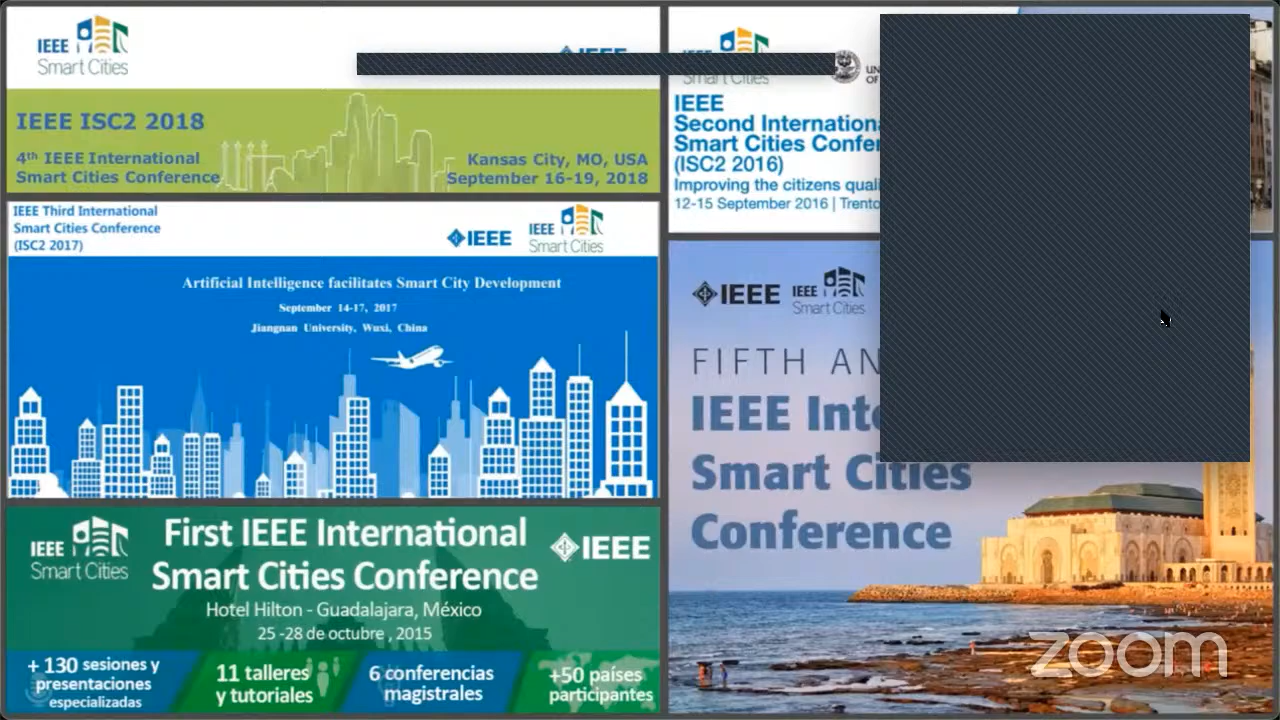 IEEE
Smart Cities
IEEE
IEEE ISC2 2018
4th IEEE International
Smart Cities Conference
Kansas City, MO, USA
September 16-19, 2018
IEEE Third International
Smart Cities Conference
(ISC2 2017)
IEEE
IEEE
Smart Cities
Artificial Intelligence facilitates Smart City Development
September 14-17, 2017
Jiangnan University, Wuxi, China
IEEE
Smart Cities
First IEEE International
Smart Cities Conference
IEEE
Hotel Hilton - Guadalajara, México
25 -28 de octubre , 2015
+ 130 sesiones y
presentaciones
especializadas
11 talleres
y tutoriales
6 conferencias
magistrales
+50 países
participantes
IEEE
Smart Cities
IEEE
Second
Smart Cities
(ISC2 2016)
Improving the citizens
12-15 September 2016 | Trento
IEEE
IEEE
Smart Cities
FIFTH
IEEE
Smart Cities
Conference
zoom